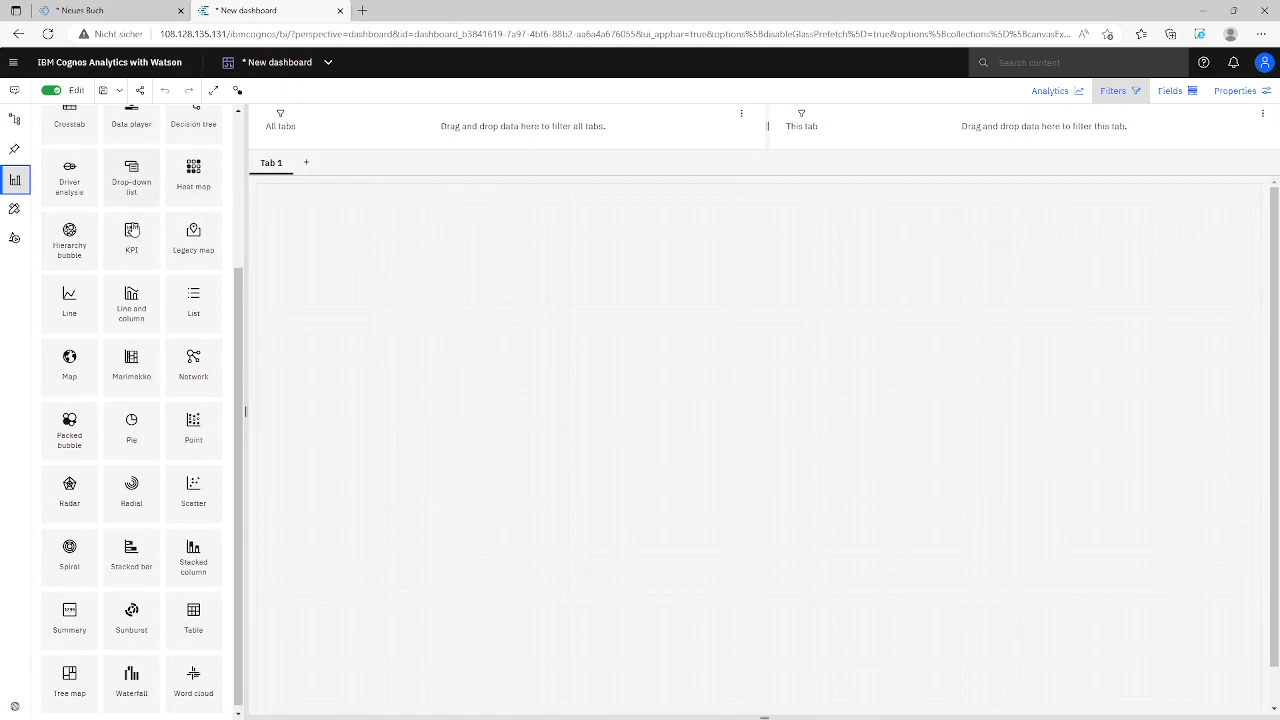 * Neues Buch
* New dashboard
Nicht sicher
108.128.135.131/ibmcognos/bi/?perspective=dashboard&id=dashboard_b3841619-7a97-4bf6-88b2-aa6a4a676055&ui_appbar=true&options%5BdisableGlassPrefetch%5D=true&options%5Bcollections%5D%5BcanvasEx...
IBM Cognos Analytics with Watson
* New dashboard
Search content
Edit
Analytics
Filters
Fields
Properties
Crosstab
Data player
Decision tree
All tabs
Drag and drop data here to filter all tabs.
This tab
Drag and drop data here to filter this tab.
Tab 1
Driver
analysis
Drop-down
list
Heat map
Hierarchy
bubble
KPI
Legacy map
Line
Line and
column
List
Map
Marimekko
Network
Packed
bubble
Pie
Point
Radar
Radial
Scatter
Spiral
Stacked bar
Stacked
column
Summary
Sunburst
Table
Tree map
Waterfall
Word cloud